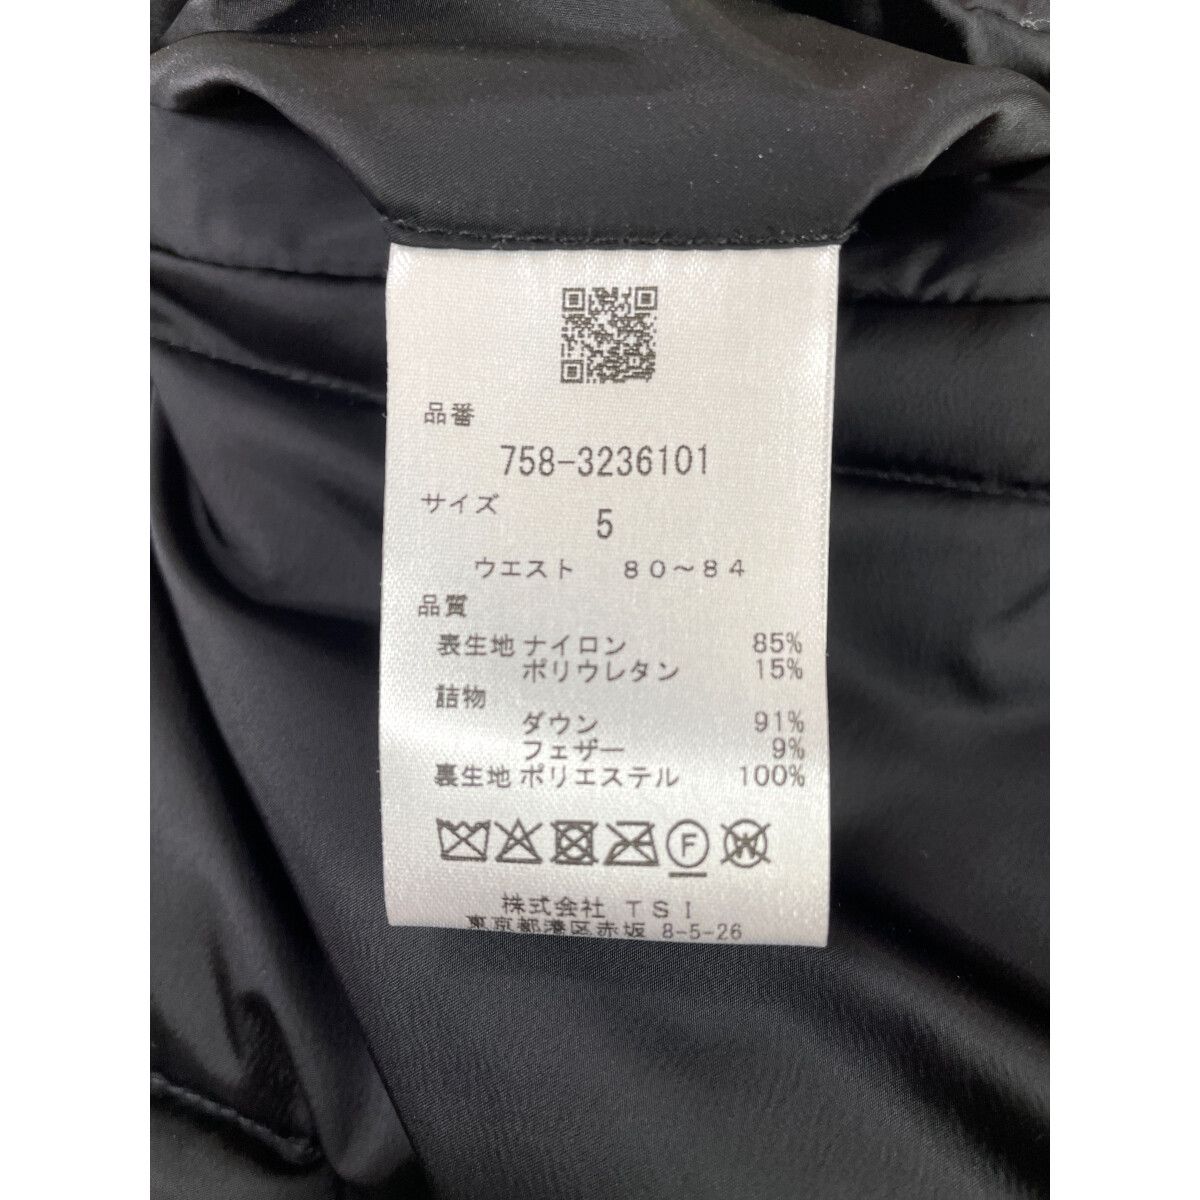 品番
758-3236101
サイズ
5
ウエスト 80〜84
品質
表生地 ナイロン 85%
ポリウレタン 15%
詰物
ダウン 91%
フェザー 9%
裏生地 ポリエステル 100%
F W
株式会社 TSI
東京都港区赤坂 8-5-26